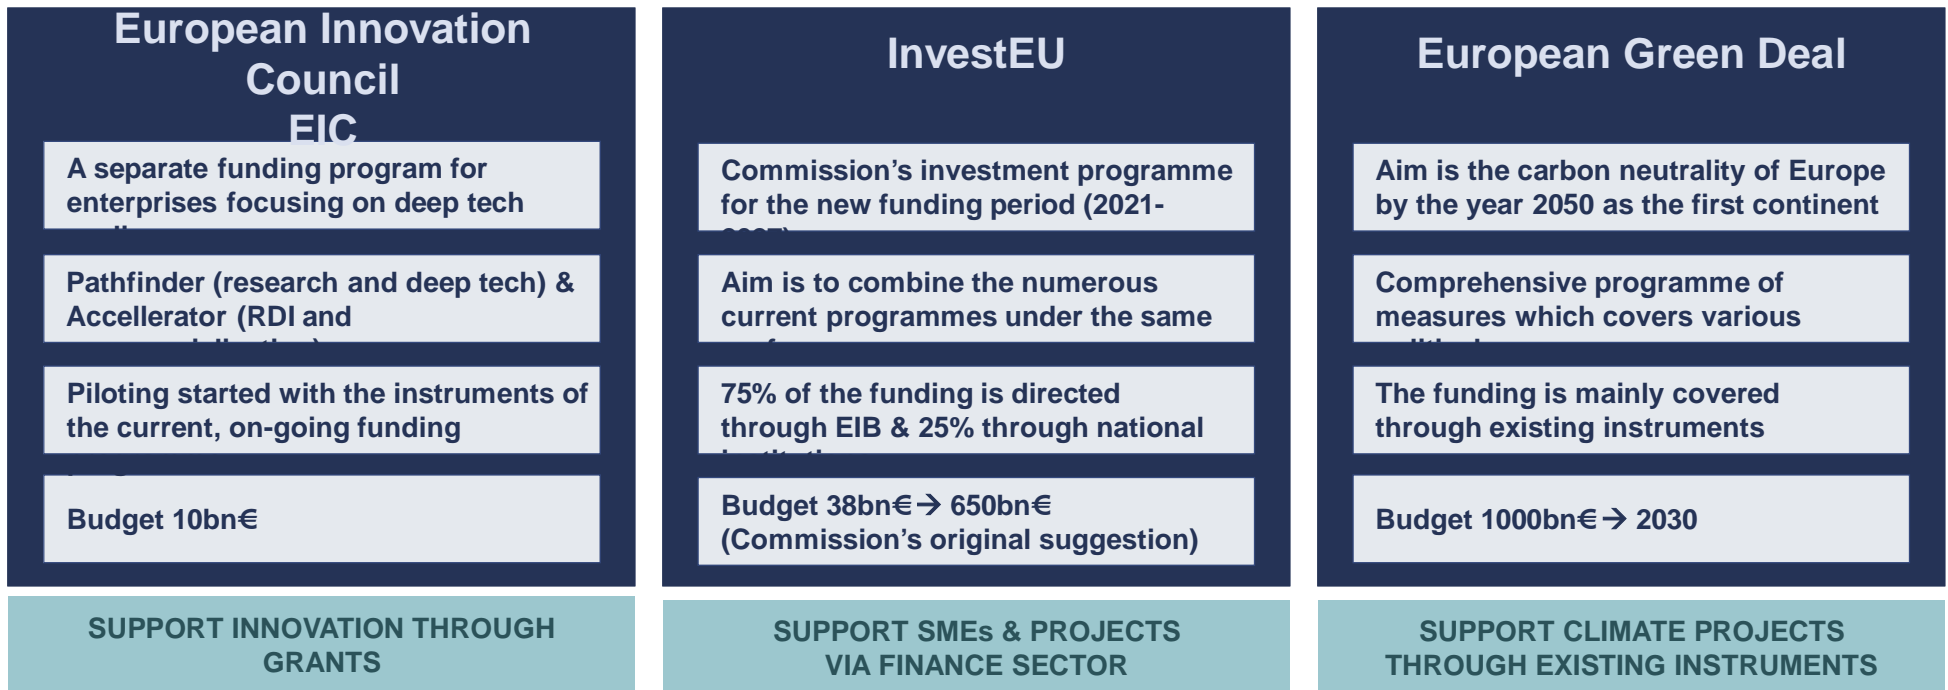 European Innovation
Council
EIC
A separate funding program for
enterprises focusing on deep tech
Pathfinder (research and deep tech) &
Accellerator (RDI and
Piloting started with the instruments of
the current, on-going funding
Budget 10bn€
SUPPORT INNOVATION THROUGH
GRANTS
InvestEU
Commission’s investment programme
for the new funding period (2021-
2027)
Aim is to combine the numerous
current programmes under the same
75% of the funding is directed
through EIB & 25% through national
Budget 38bn€→ 650bn€
(Commission’s original suggestion)
SUPPORT SMEs & PROJECTS
VIA FINANCE SECTOR
European Green Deal
Aim is the carbon neutrality of Europe
by the year 2050 as the first continent
Comprehensive programme of
measures which covers various
The funding is mainly covered
through existing instruments
Budget 1000bn€→ 2030
SUPPORT CLIMATE PROJECTS
THROUGH EXISTING INSTRUMENTS